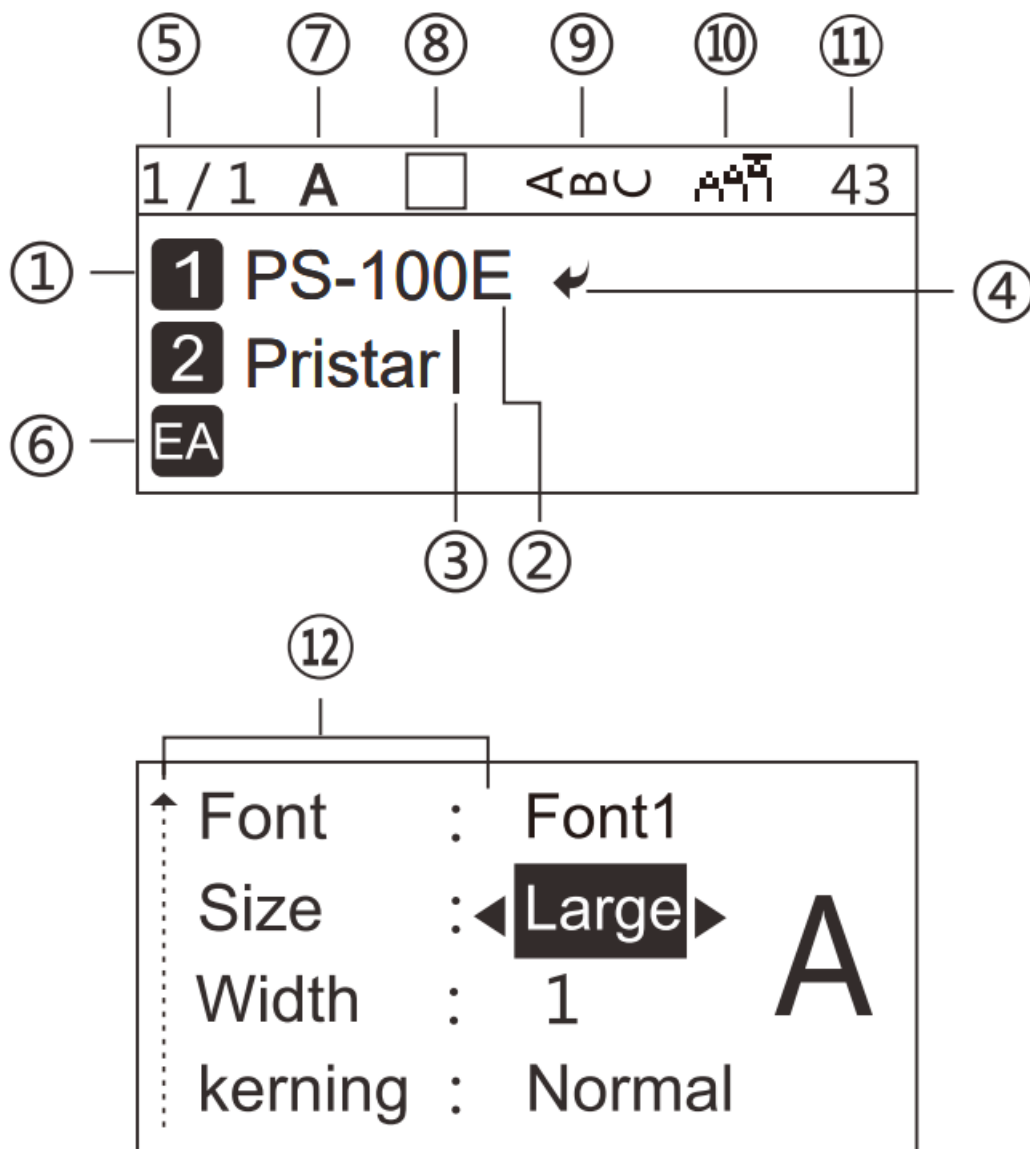 ⑤ ⑦ ⑧ ⑨ ⑩ ⑪
1 / 1 A ABC 43
① 1 PS-100E ④
2 Pristar
⑥ EA
③ ②
⑫
Font : Font1
Size : Large A
Width : 1
kerning : Normal